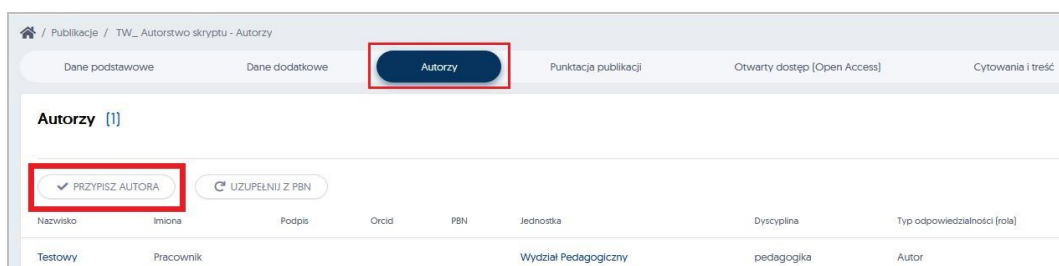 / Publikacje / TW_ Autorstwo skryptu - Autorzy
Dane podstawowe Dane dodatkowe Autorzy Punktacja publikacji Otwarty dostęp (Open Access) Cytowania i treść
Autorzy (1)
PRZYPISZ AUTORA UZUPEŁNIJ Z PBN
Nazwisko Imiona Podpis Orcid PBN Jednostka Dyscyplina Typ odpowiedzialności (rola)
Testowy Pracownik Wydział Pedagogiczny pedagogika Autor